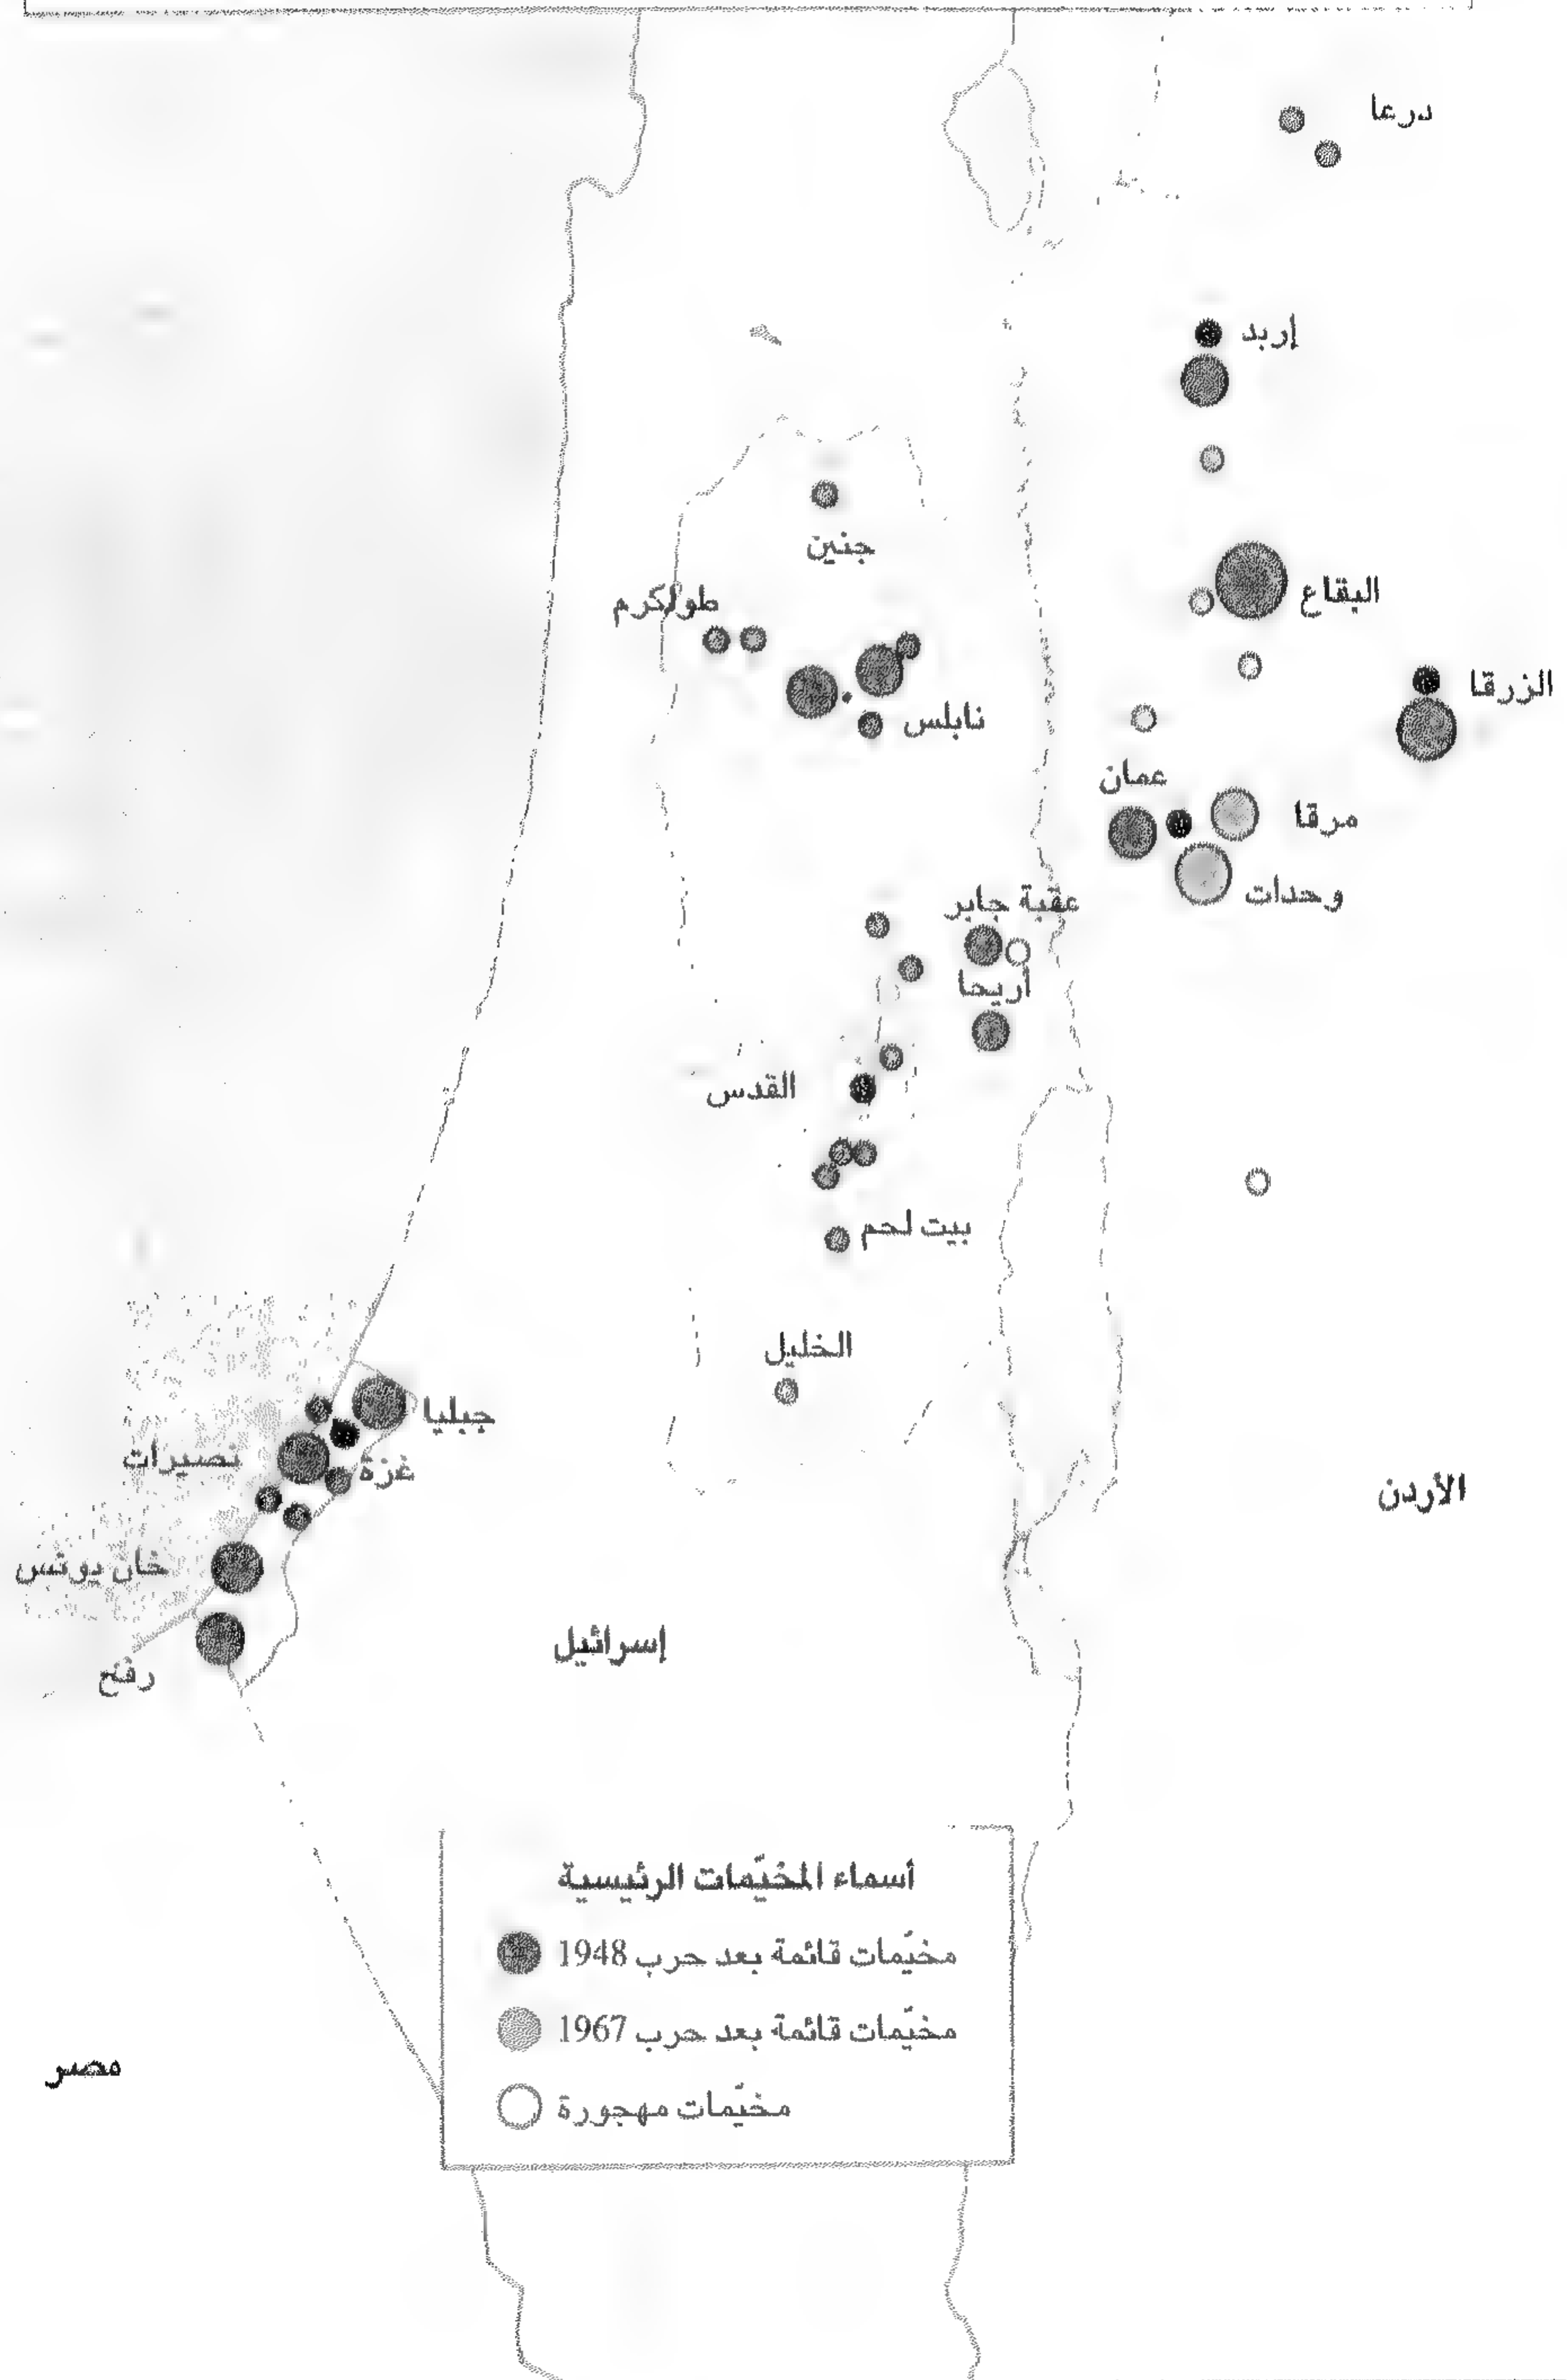 درعا
إربد
جنين
البقاع
طولكرم
الزرقا
نابلس
عمان
مرقا
وحدات
عقبة جابر
أريحا
القدس
بيت لحم
الخليل
جبليا
نصيرات
غزة
الأردن
خان يونس
إسرائيل
رفح
أسماء المخيّمات الرئيسية
مخيّمات قائمة بعد حرب 1948
مخيّمات قائمة بعد حرب 1967
مخيّمات مهجورة
مصر